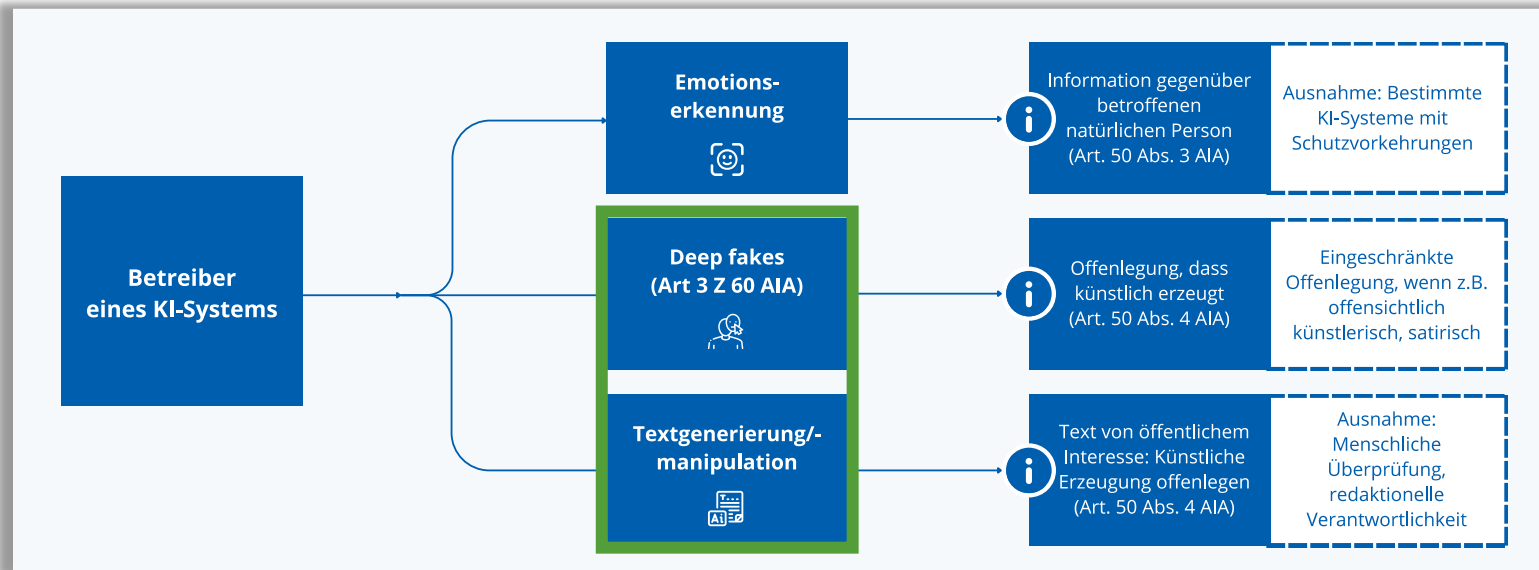 Betreiber
eines KI-Systems
Emotions-
erkennung
Information gegenüber
betroffenen
natürlichen Person
(Art. 50 Abs. 3 AIA)
Ausnahme: Bestimmte
KI-Systeme mit
Schutzvorkehrungen
Deep fakes
(Art 3 Z 60 AIA)
Offenlegung, dass
künstlich erzeugt
(Art. 50 Abs. 4 AIA)
Eingeschränkte
Offenlegung, wenn z.B.
offensichtlich
künstlerisch, satirisch
Textgenerierung/-
manipulation
T...
Ai
Text von öffentlichem
Interesse: Künstliche
Erzeugung offenlegen
(Art. 50 Abs. 4 AIA)
Ausnahme:
Menschliche
Überprüfung,
redaktionelle
Verantwortlichkeit